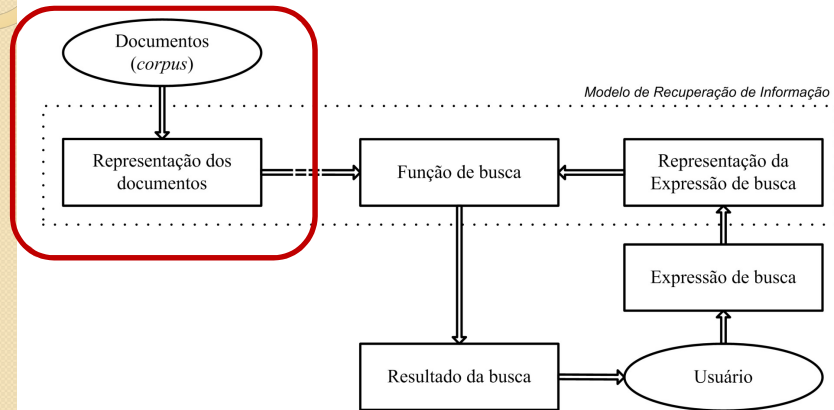 Documentos
(corpus)
Modelo de Recuperação de Informação
Representação dos
documentos
Função de busca
Representação da
Expressão de busca
Expressão de busca
Resultado da busca
Usuário